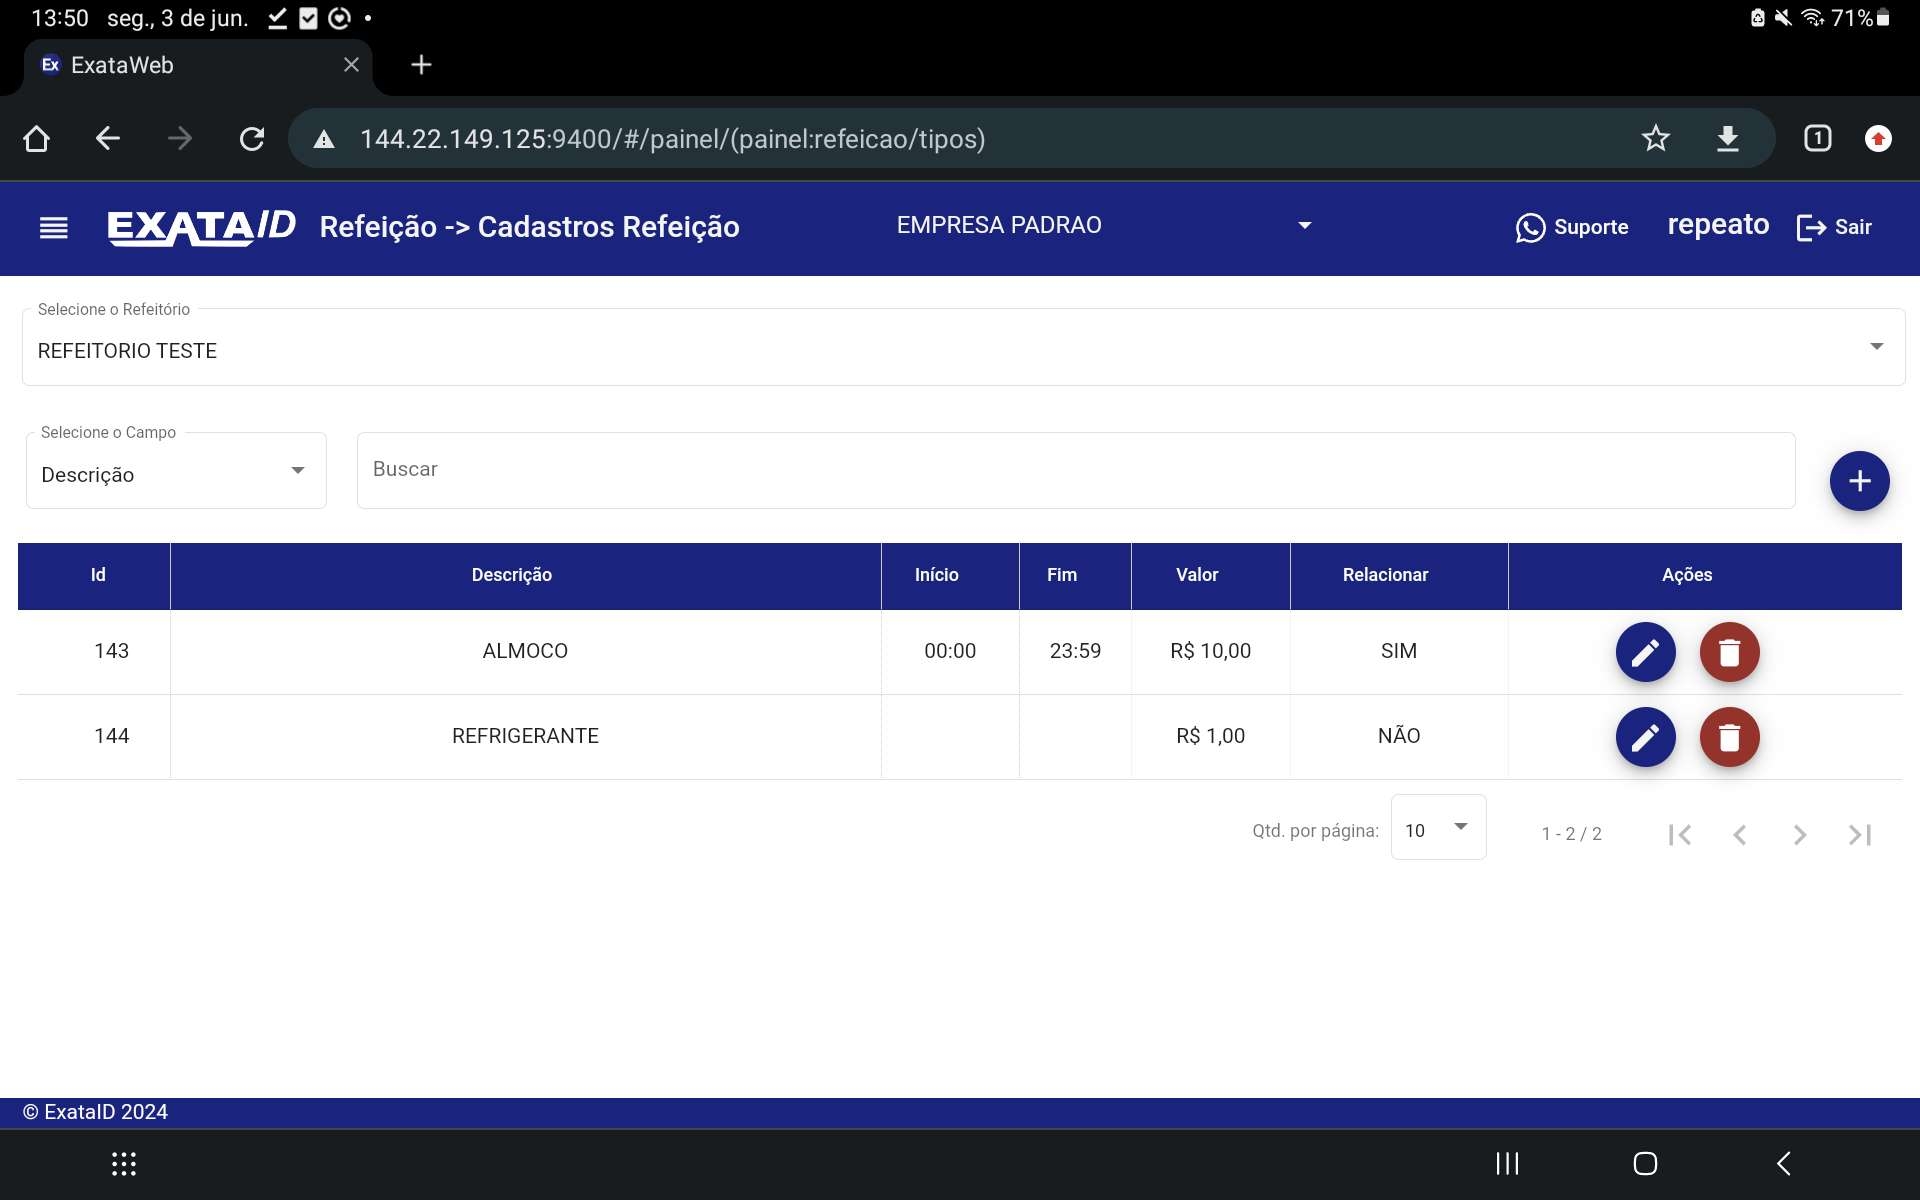 13:50 seg., 3 de jun. 71%
Ex ExataWeb
144.22.149.125:9400/#/painel/(painel:refeicao/tipos) 1
EXATAID Refeição -> Cadastros Refeição EMPRESA PADRAO Suporte repeato Sair
Selecione o Refeitório
REFEITORIO TESTE
Selecione o Campo
Descrição Buscar
Id Descrição Início Fim Valor Relacionar Ações
143 ALMOCO 00:00 23:59 R$ 10,00 SIM
144 REFRIGERANTE R$ 1,00 NÃO
Qtd. por página: 10 1 - 2 / 2
© ExataID 2024